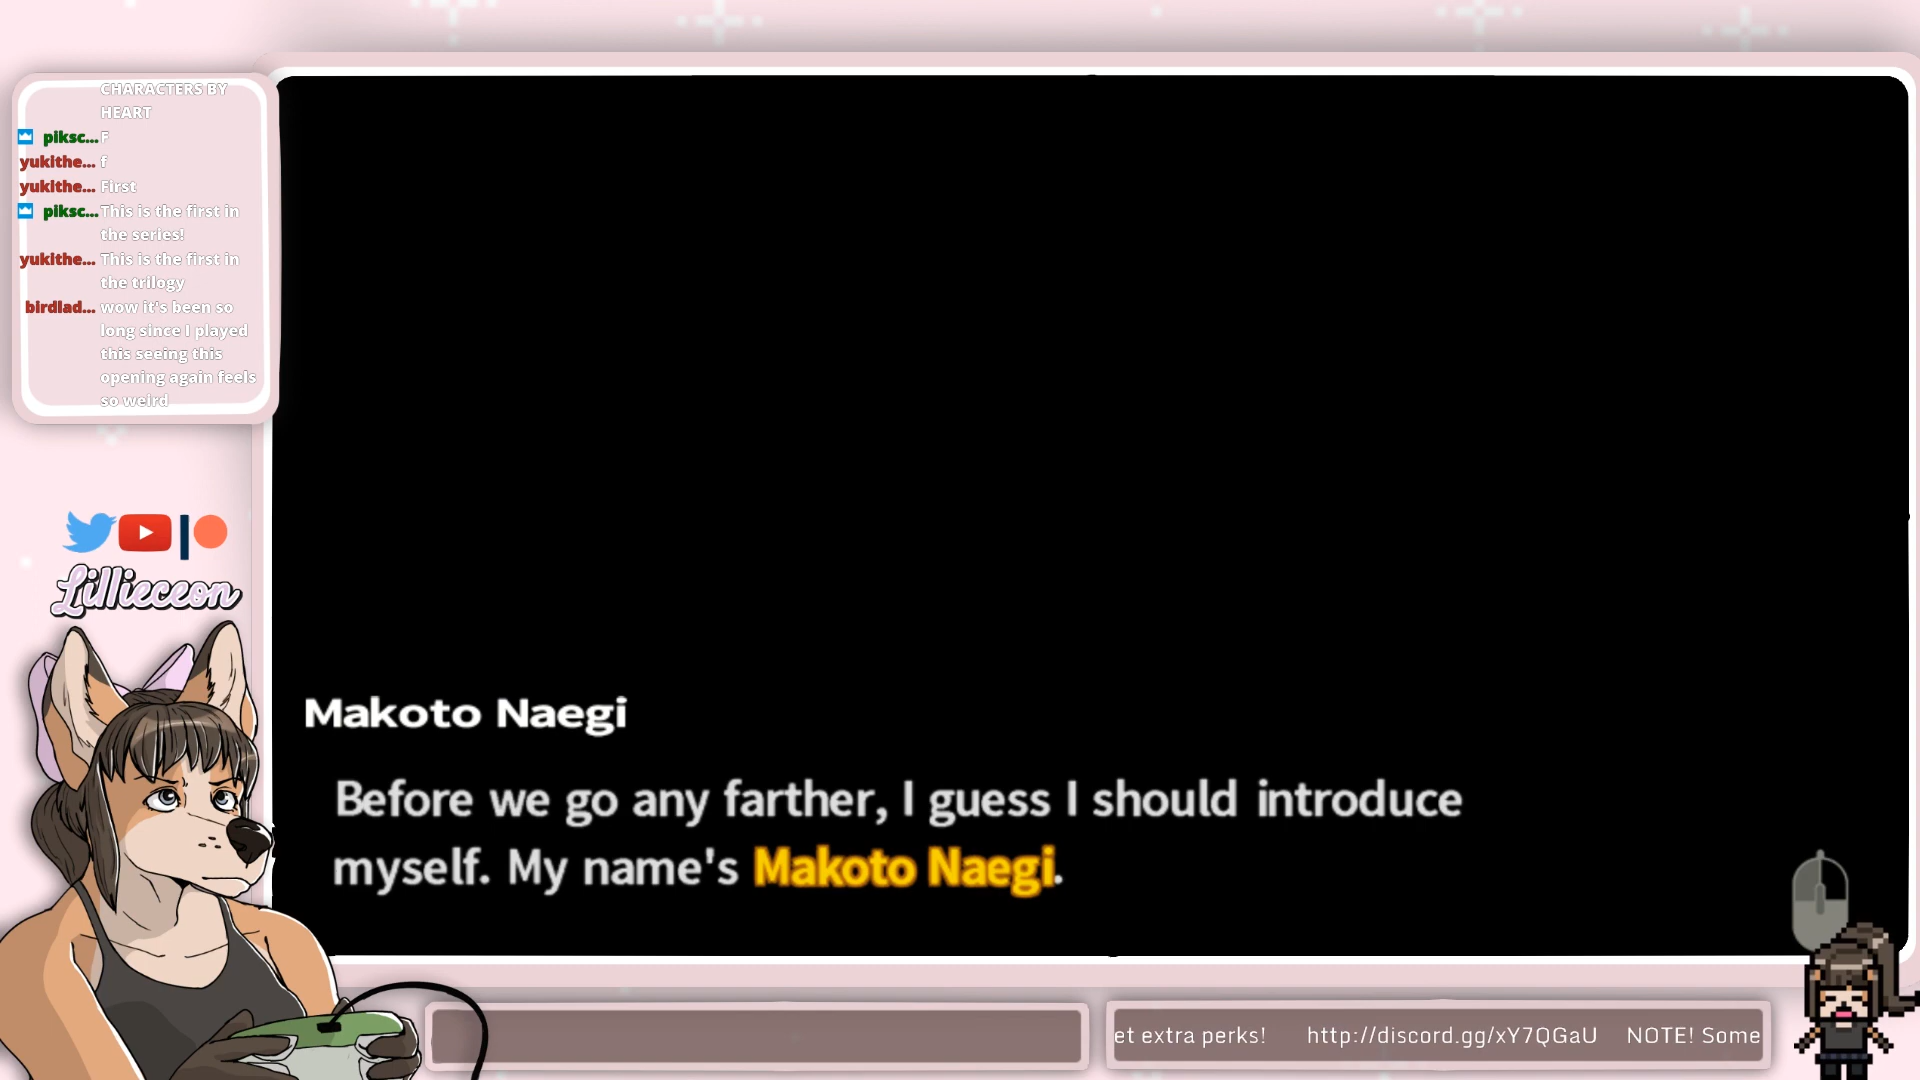 CHARACTERS BY
HEART
piksc... F
yukithe... f
yukithe... First
piksc... This is the first in
the series!
yukithe... This is the first in
the trilogy
birdlad... wow it's been so
long since I played
this seeing this
opening again feels
so weird
Lillieceon
Makoto Naegi
Before we go any farther, I guess I should introduce
myself. My name's Makoto Naegi.
et extra perks! http://discord.gg/xY7QGaU NOTE! Some